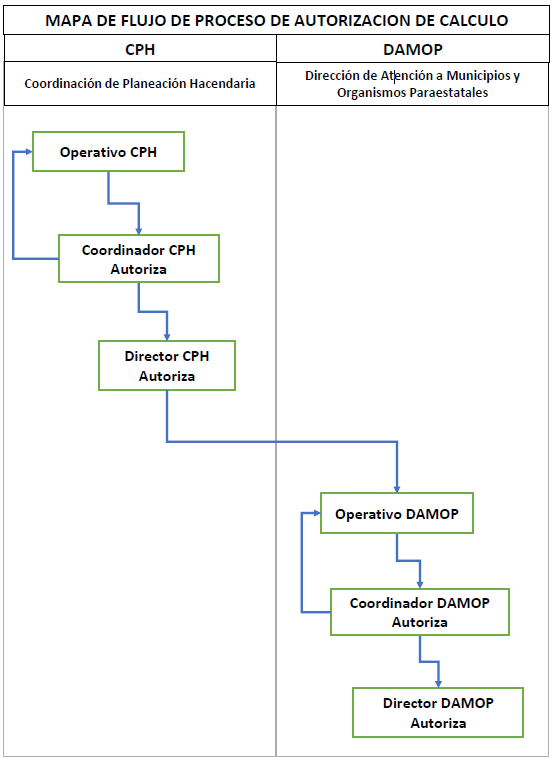 MAPA DE FLUJO DE PROCESO DE AUTORIZACION DE CALCULO
CPH
DAMOP
Coordinación de Planeación Hacendaria
Dirección de Atención a Municipios y
Organismos Paraestatales
Operativo CPH
Coordinador CPH
Autoriza
Director CPH
Autoriza
Operativo DAMOP
Coordinador DAMOP
Autoriza
Director DAMOP
Autoriza